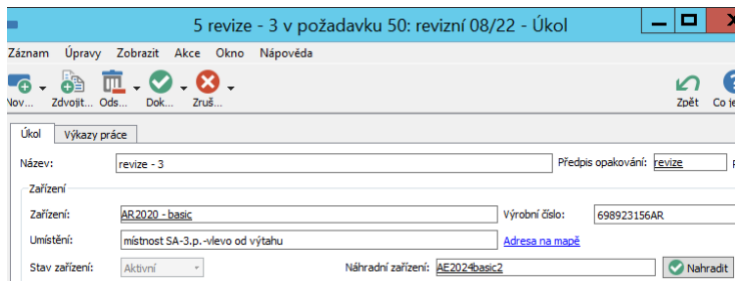 5 revize - 3 v požadavku 50: revizní 08/22 - Úkol
Záznam Úpravy Zobrazit Akce Okno Nápověda
Nov... Zdvojit... Ods... Dok... Zruš... Zpět Co je
Úkol Výkazy práce
Název: revize - 3 Předpis opakování: revize
Zařízení
Zařízení: AR2020 - basic Výrobní číslo: 698923156AR
Umístění: místnost SA-3.p.-vlevo od výtahu Adresa na mapě
Stav zařízení: Aktivní Náhradní zařízení: AE2024basic2 Nahradit